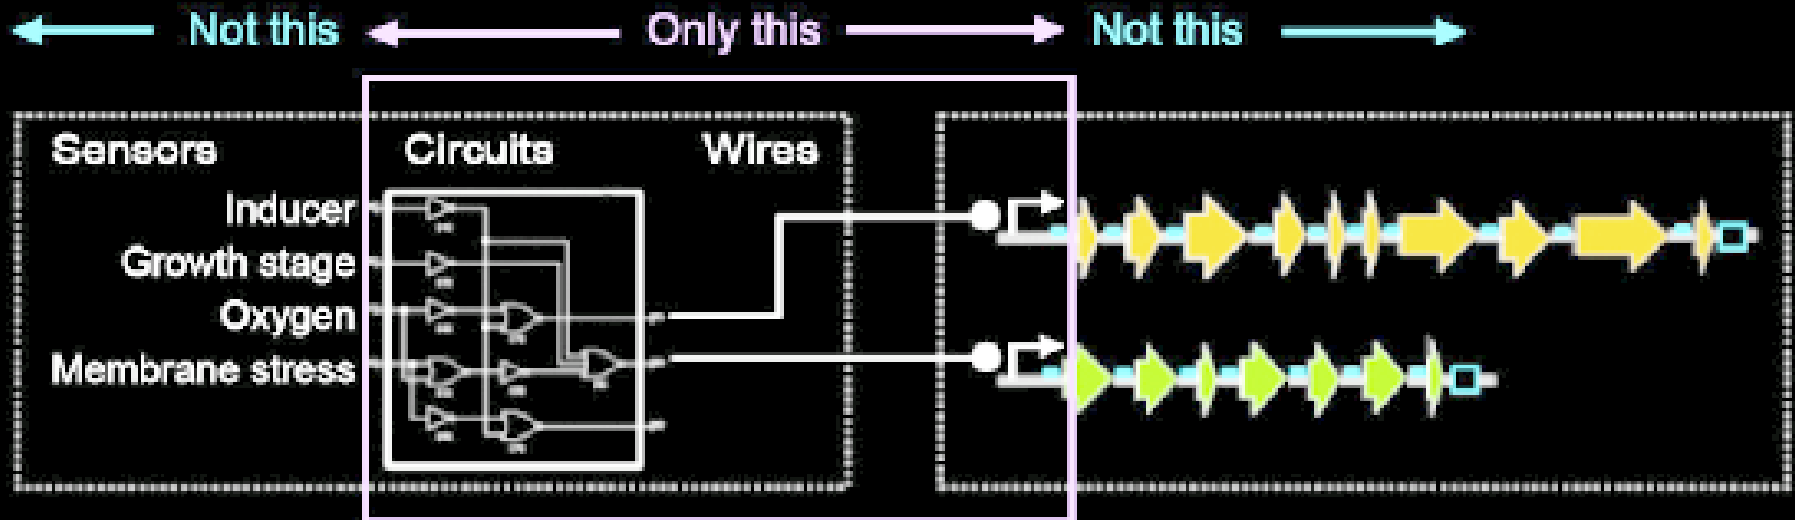 Not this
Only this
Not this
Sensors
Circuits
Wires
Inducer
Growth stage
Oxygen
Membrane stress